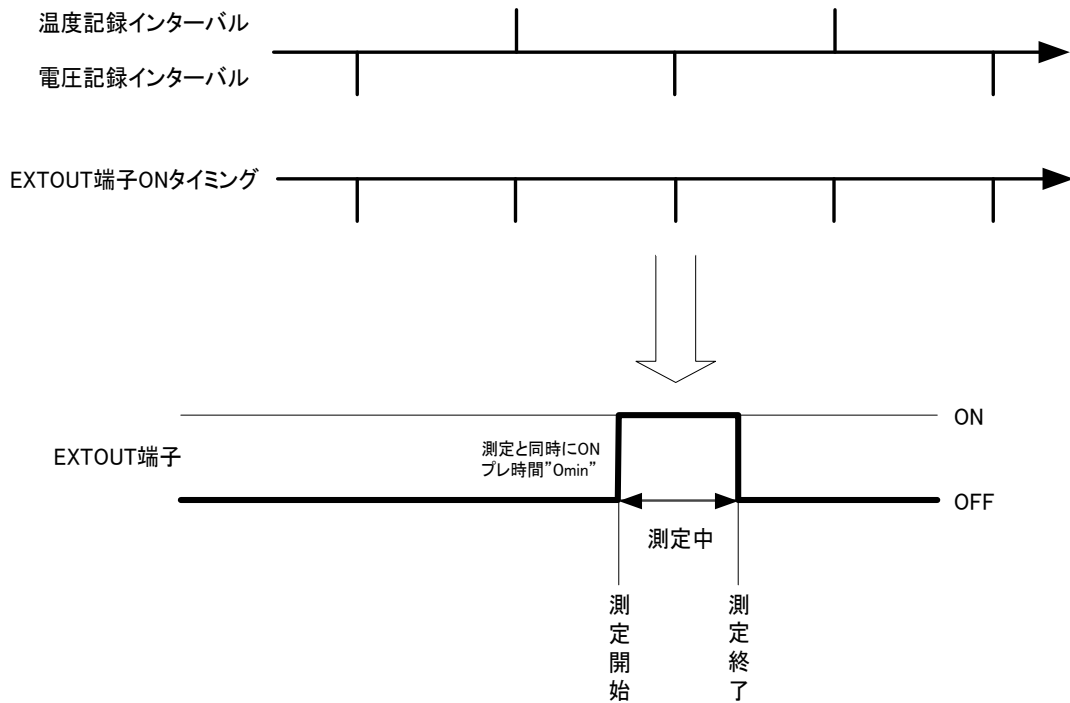 温度記録インターバル
電圧記録インターバル
EXTOUT端子ONタイミング
ON
測定と同時にON
プレ時間”0min”
EXTOUT端子
OFF
測定中
測定開始
測定終了